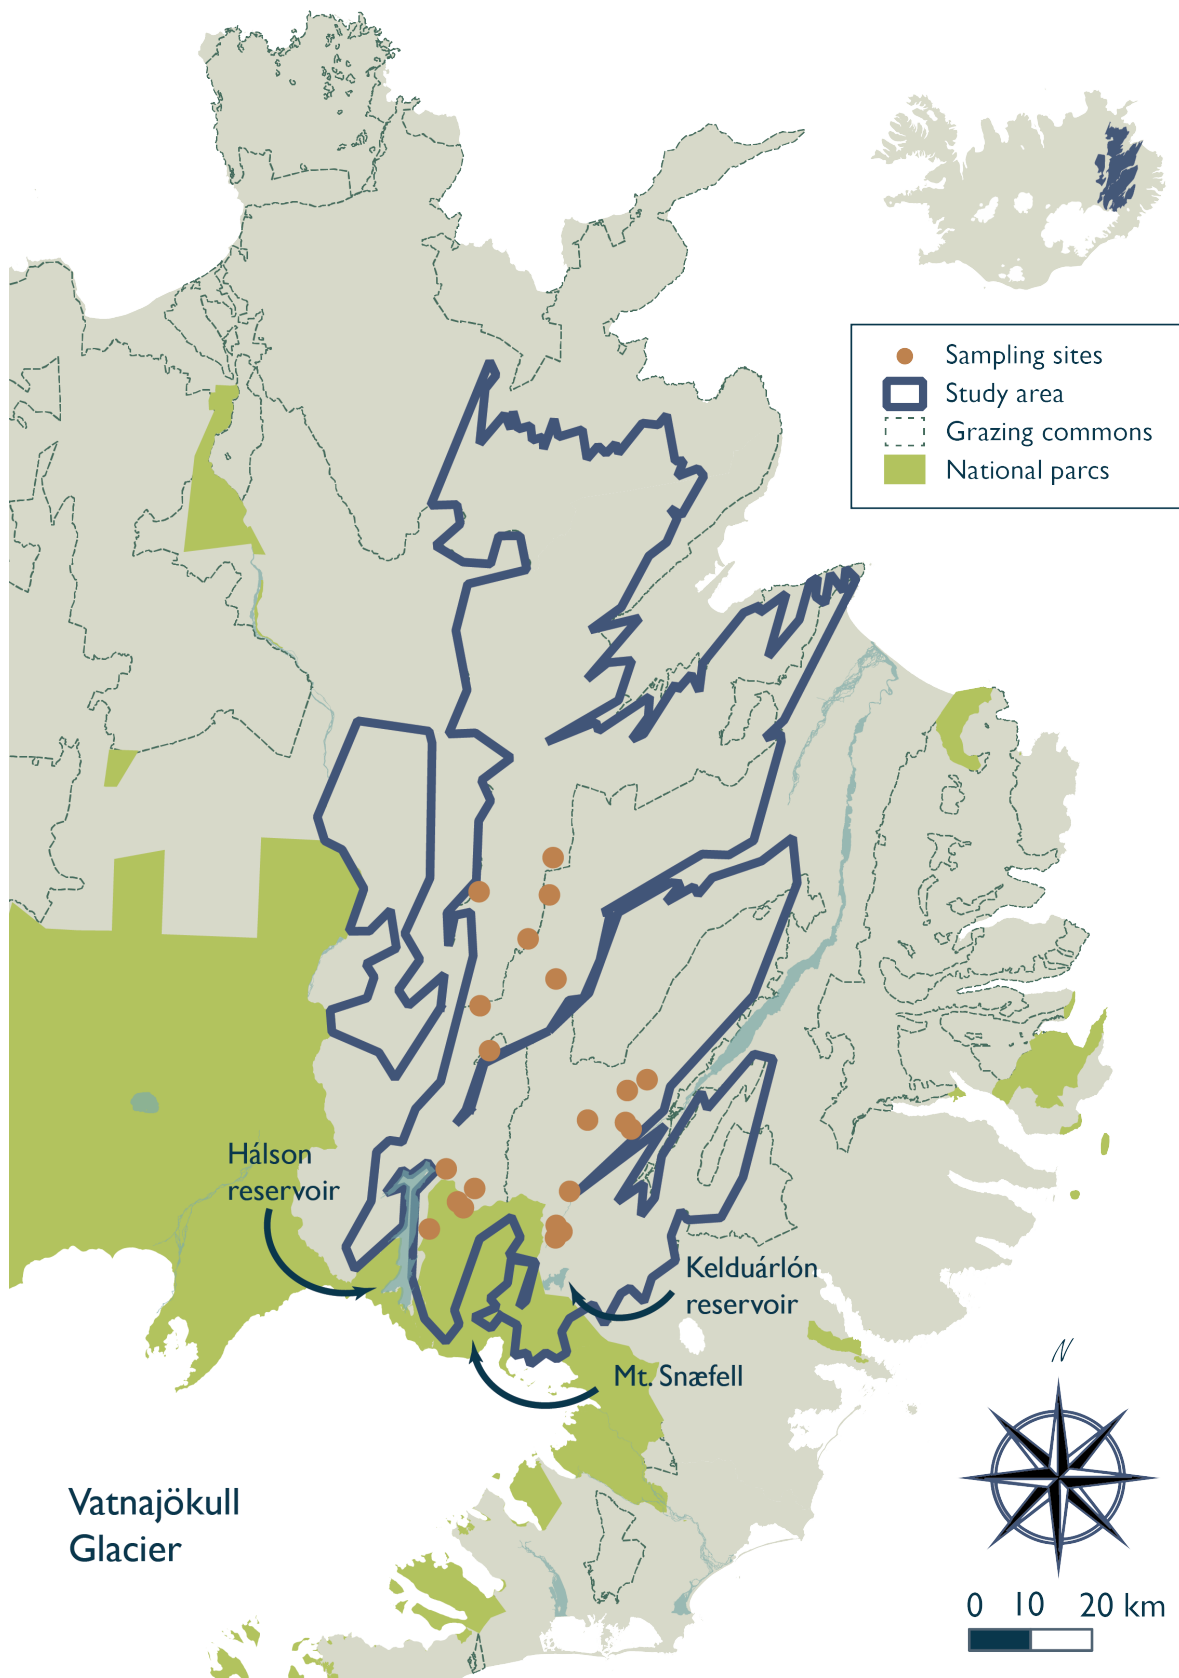 Sampling sites
Study area
Grazing commons
National parcs
Hálson
reservoir
Kelduárlón
reservoir
Mt. Snæfell
Vatnajökull
Glacier
N
0 10 20 km